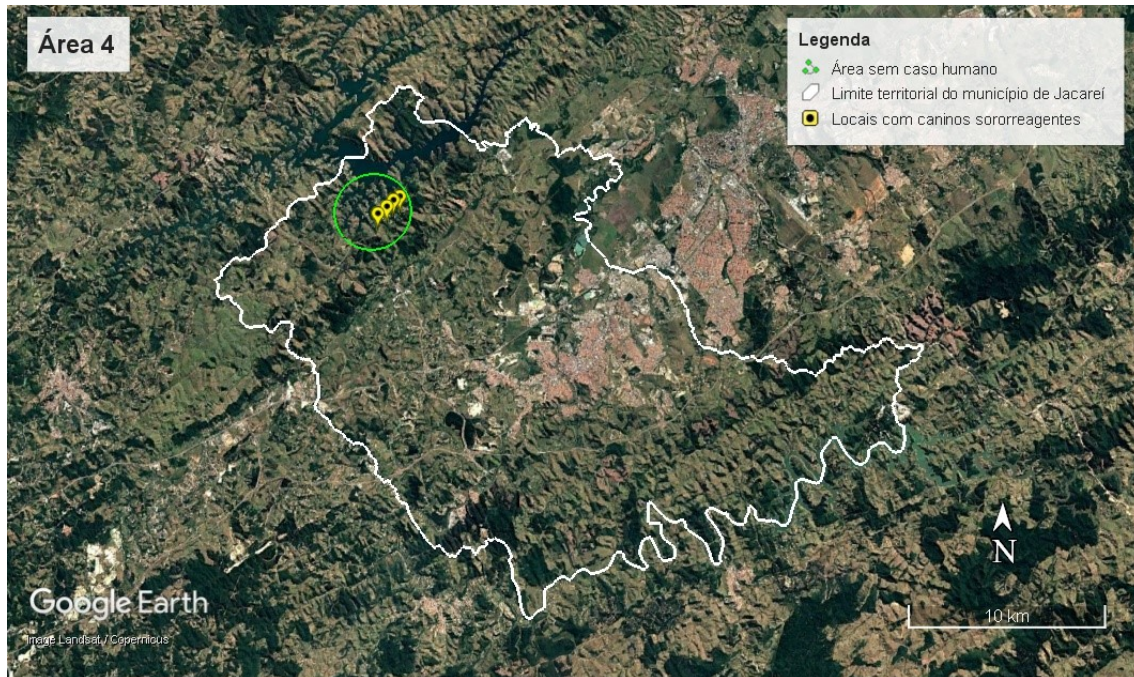 Área 4
Legenda
Área sem caso humano
Limite territorial do município de Jacareí
Locais com caninos sororreagentes
N
10 km
Google Earth
Image Landsat / Copernicus